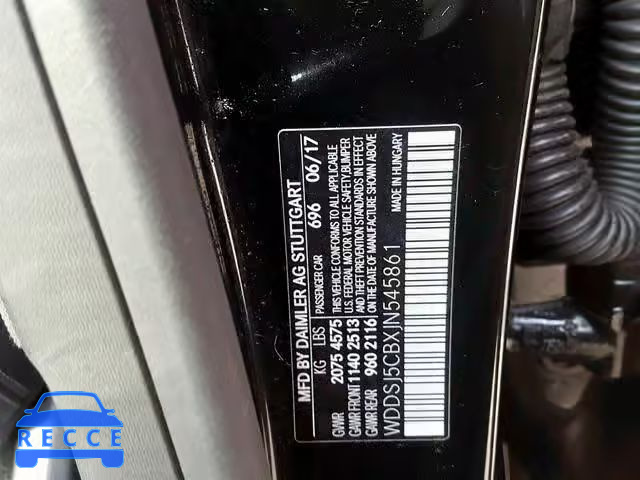 MFD BY DAIMLER AG STUTTGART
PASSENGER CAR 696 06/17
KG LBS
GVWR 2075 4575
GAWR FRONT 1140 2513
GAWR REAR 960 2116
THIS VEHICLE CONFORMS TO ALL APPLICABLE
U.S. FEDERAL MOTOR VEHICLE SAFETY, BUMPER
AND THEFT PREVENTION STANDARDS IN EFFECT
ON THE DATE OF MANUFACTURE SHOWN ABOVE
MADE IN HUNGARY
WDDSJ5CBXJN545861
RECCE